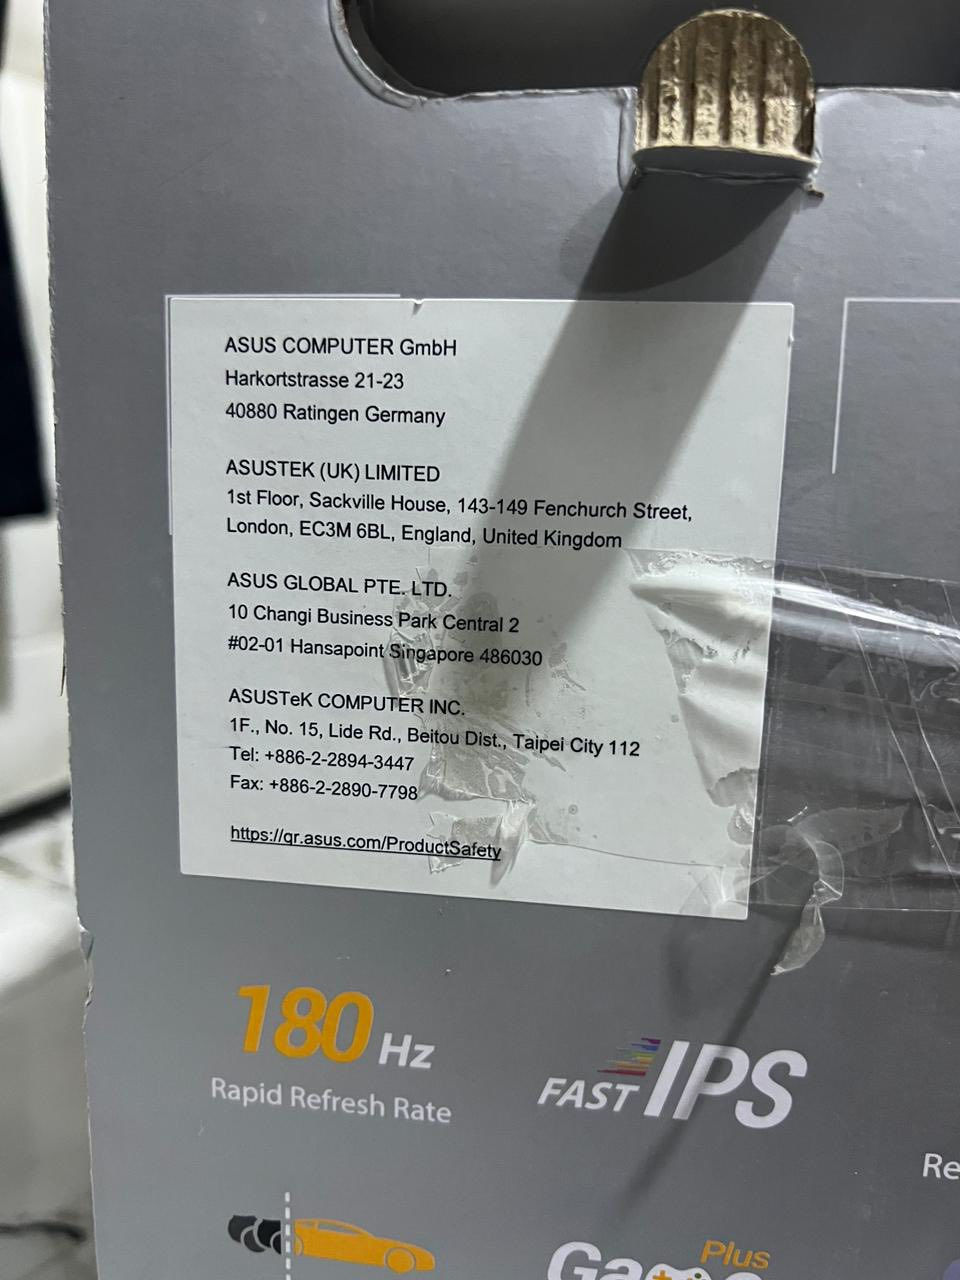 ASUS COMPUTER GmbH
Harkortstrasse 21-23
40880 Ratingen Germany
ASUSTEK (UK) LIMITED
1st Floor, Sackville House, 143-149 Fenchurch Street,
London, EC3M 6BL, England, United Kingdom
ASUS GLOBAL PTE. LTD.
10 Changi Business Park Central 2
#02-01 Hansapoint Singapore 486030
ASUSTeK COMPUTER INC.
1F., No. 15, Lide Rd., Beitou Dist., Taipei City 112
Tel: +886-2-2894-3447
Fax: +886-2-2890-7798
https://qr.asus.com/ProductSafety
180 Hz
Rapid Refresh Rate
FAST IPS
Plus